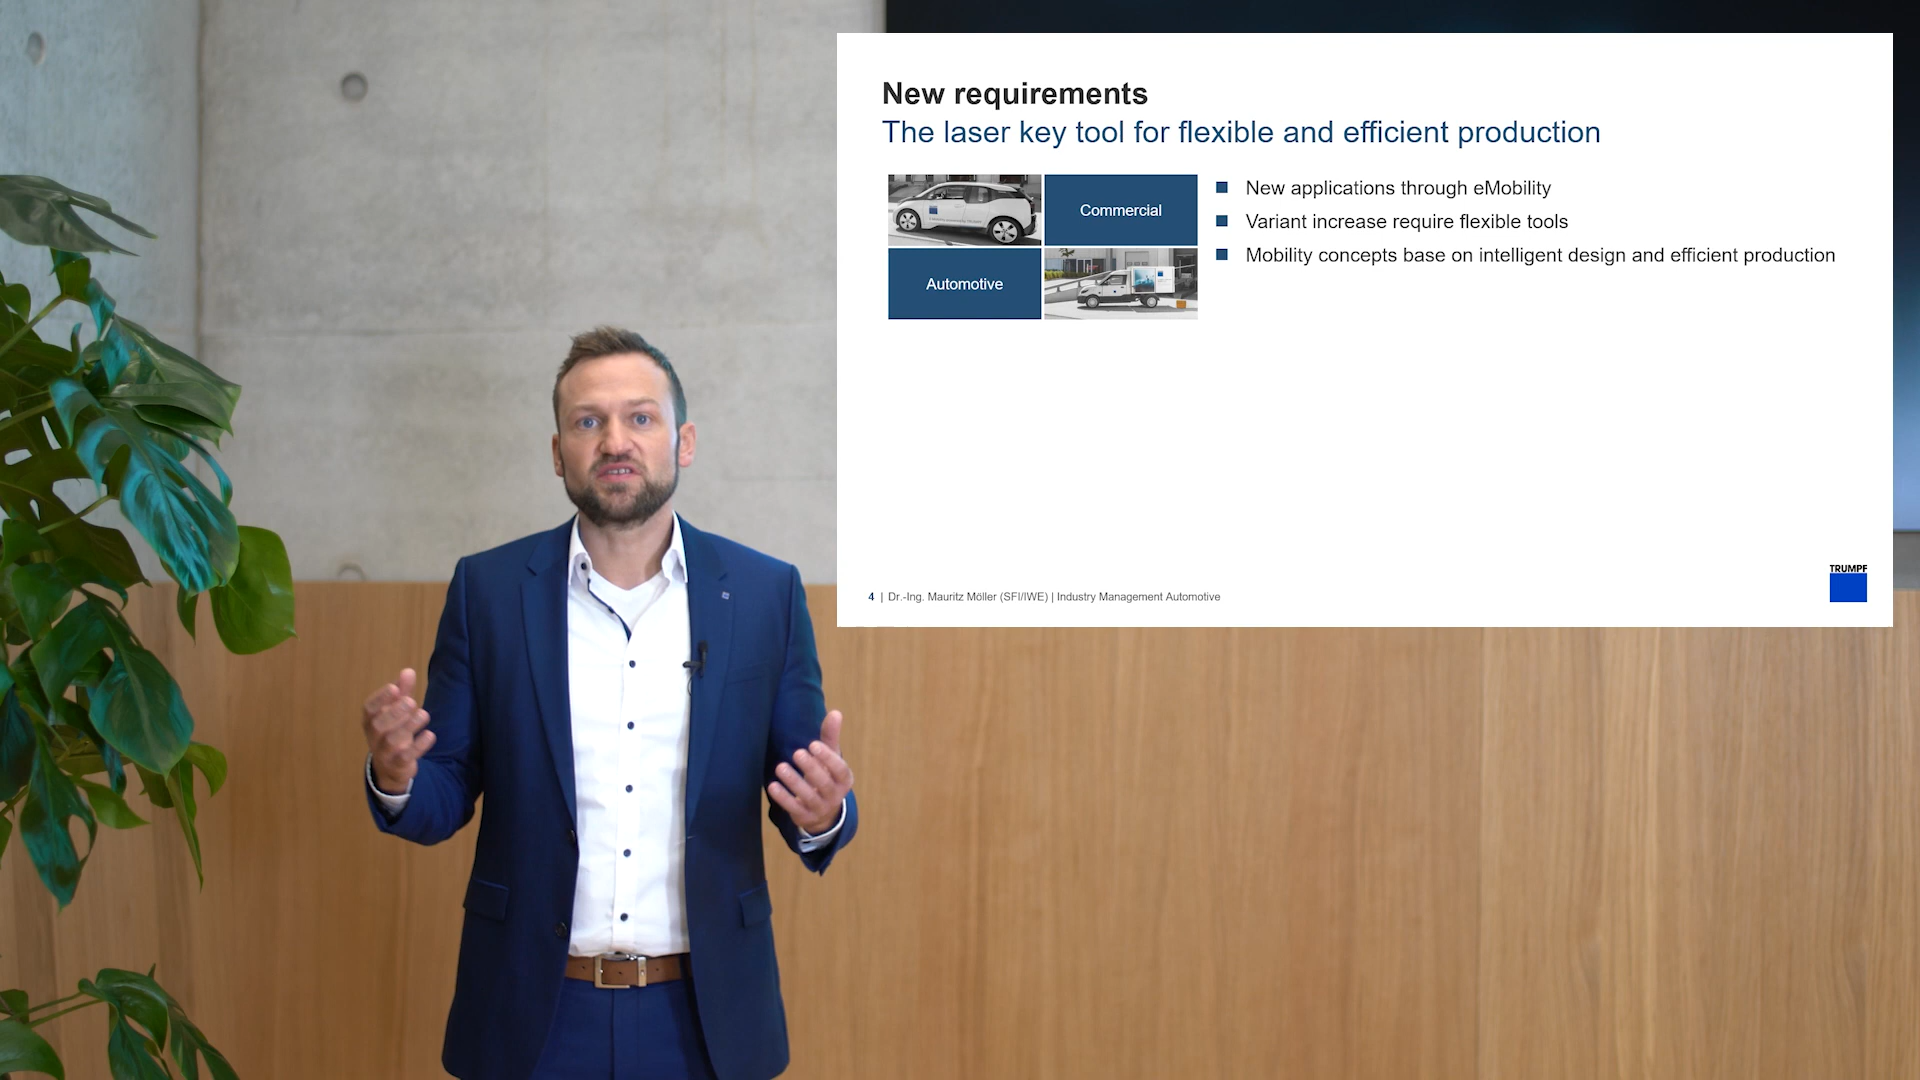 New requirements
The laser key tool for flexible and efficient production
Commercial
Automotive
New applications through eMobility
Variant increase require flexible tools
Mobility concepts base on intelligent design and efficient production
TRUMPF
4 | Dr.-Ing. Mauritz Möller (SFI/IWE) | Industry Management Automotive